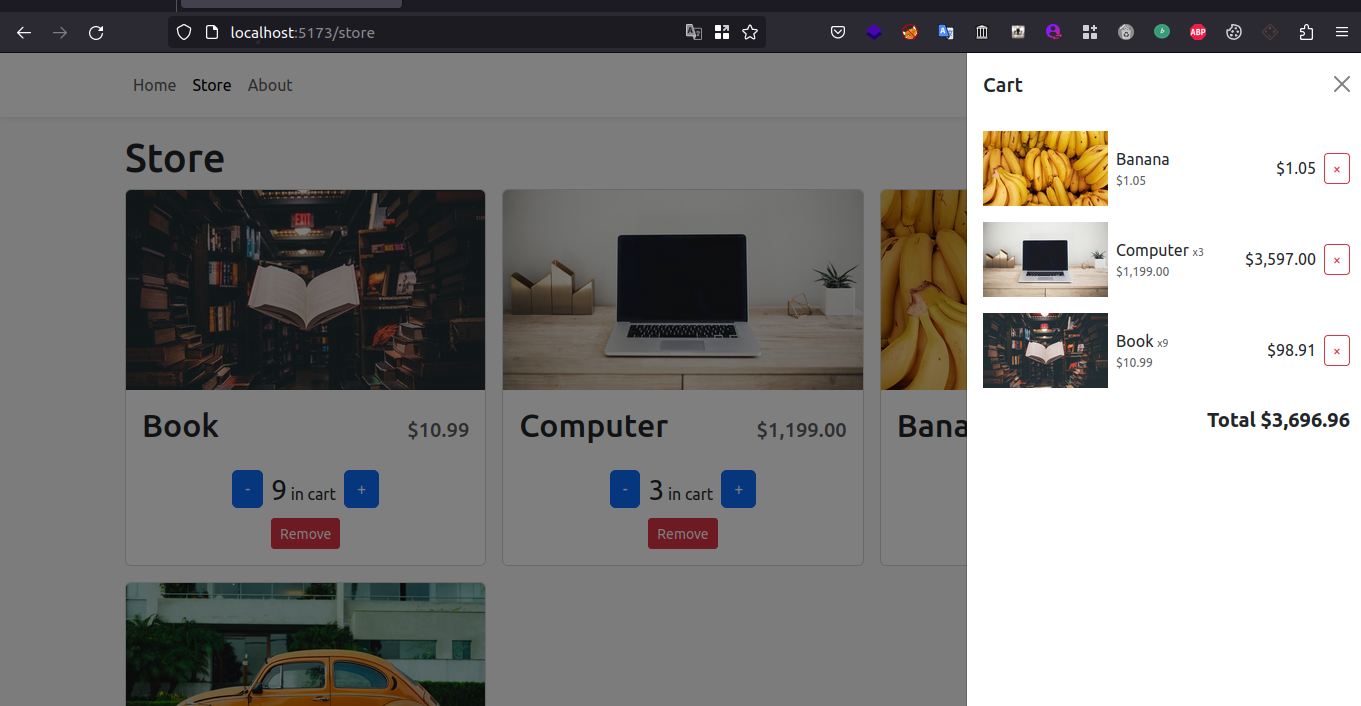 localhost:5173/store
ABP
Home Store About
Store
EXIT
Book $10.99
- 9 in cart +
Remove
Computer $1,199.00
- 3 in cart +
Remove
Bana
Cart
Banana
$1.05
$1.05 ×
Computer x3
$1,199.00
$3,597.00 ×
Book x9
$10.99
$98.91 ×
Total $3,696.96